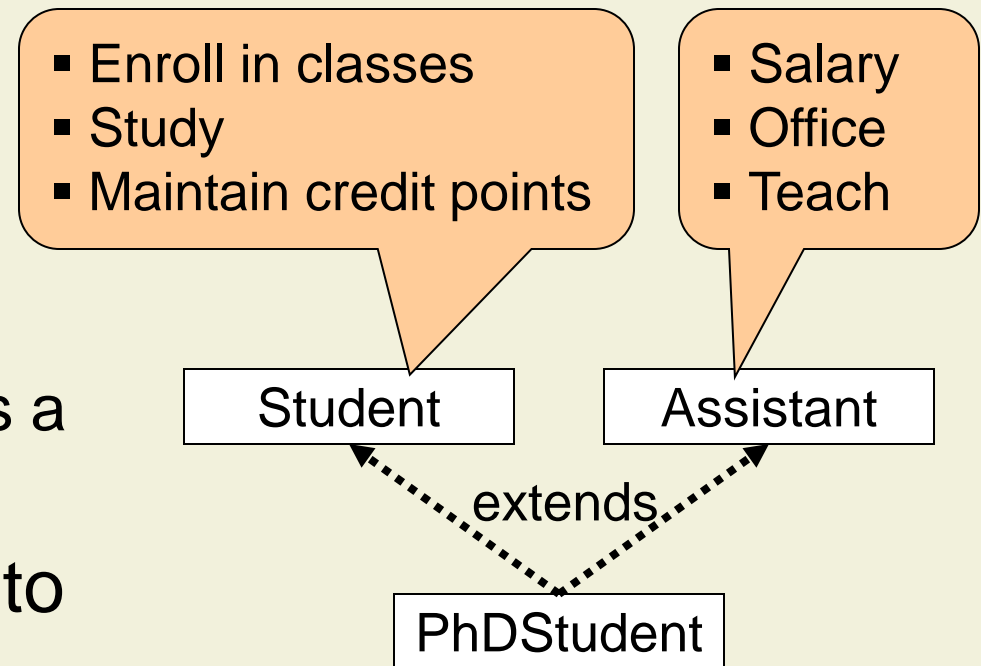 ▪ Enroll in classes
▪ Study
▪ Maintain credit points
▪ Salary
▪ Office
▪ Teach
s a
Student
Assistant
extends
to
PhDStudent